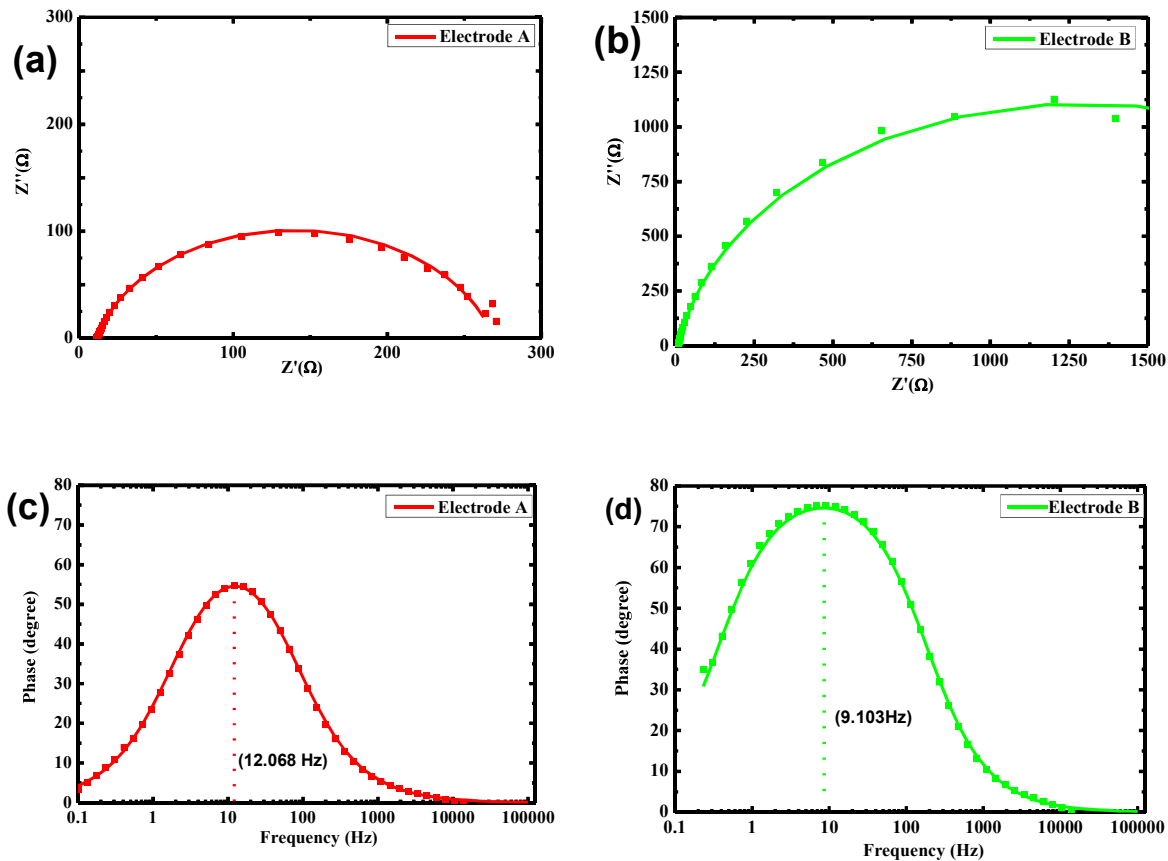 (a)
Electrode A
300
200
100
0
Z''(Ω)
0 100 200 300
Z'(Ω)
(b)
Electrode B
1500
1250
1000
750
500
250
0
Z''(Ω)
0 250 500 750 1000 1250 1500
Z'(Ω)
(c)
Electrode A
80
70
60
50
40
30
20
10
0
Phase (degree)
(12.068 Hz)
0.1 1 10 100 1000 10000 100000
Frequency (Hz)
(d)
Electrode B
80
70
60
50
40
30
20
10
0
Phase (degree)
(9.103Hz)
0.1 1 10 100 1000 10000 100000
Frequency (Hz)